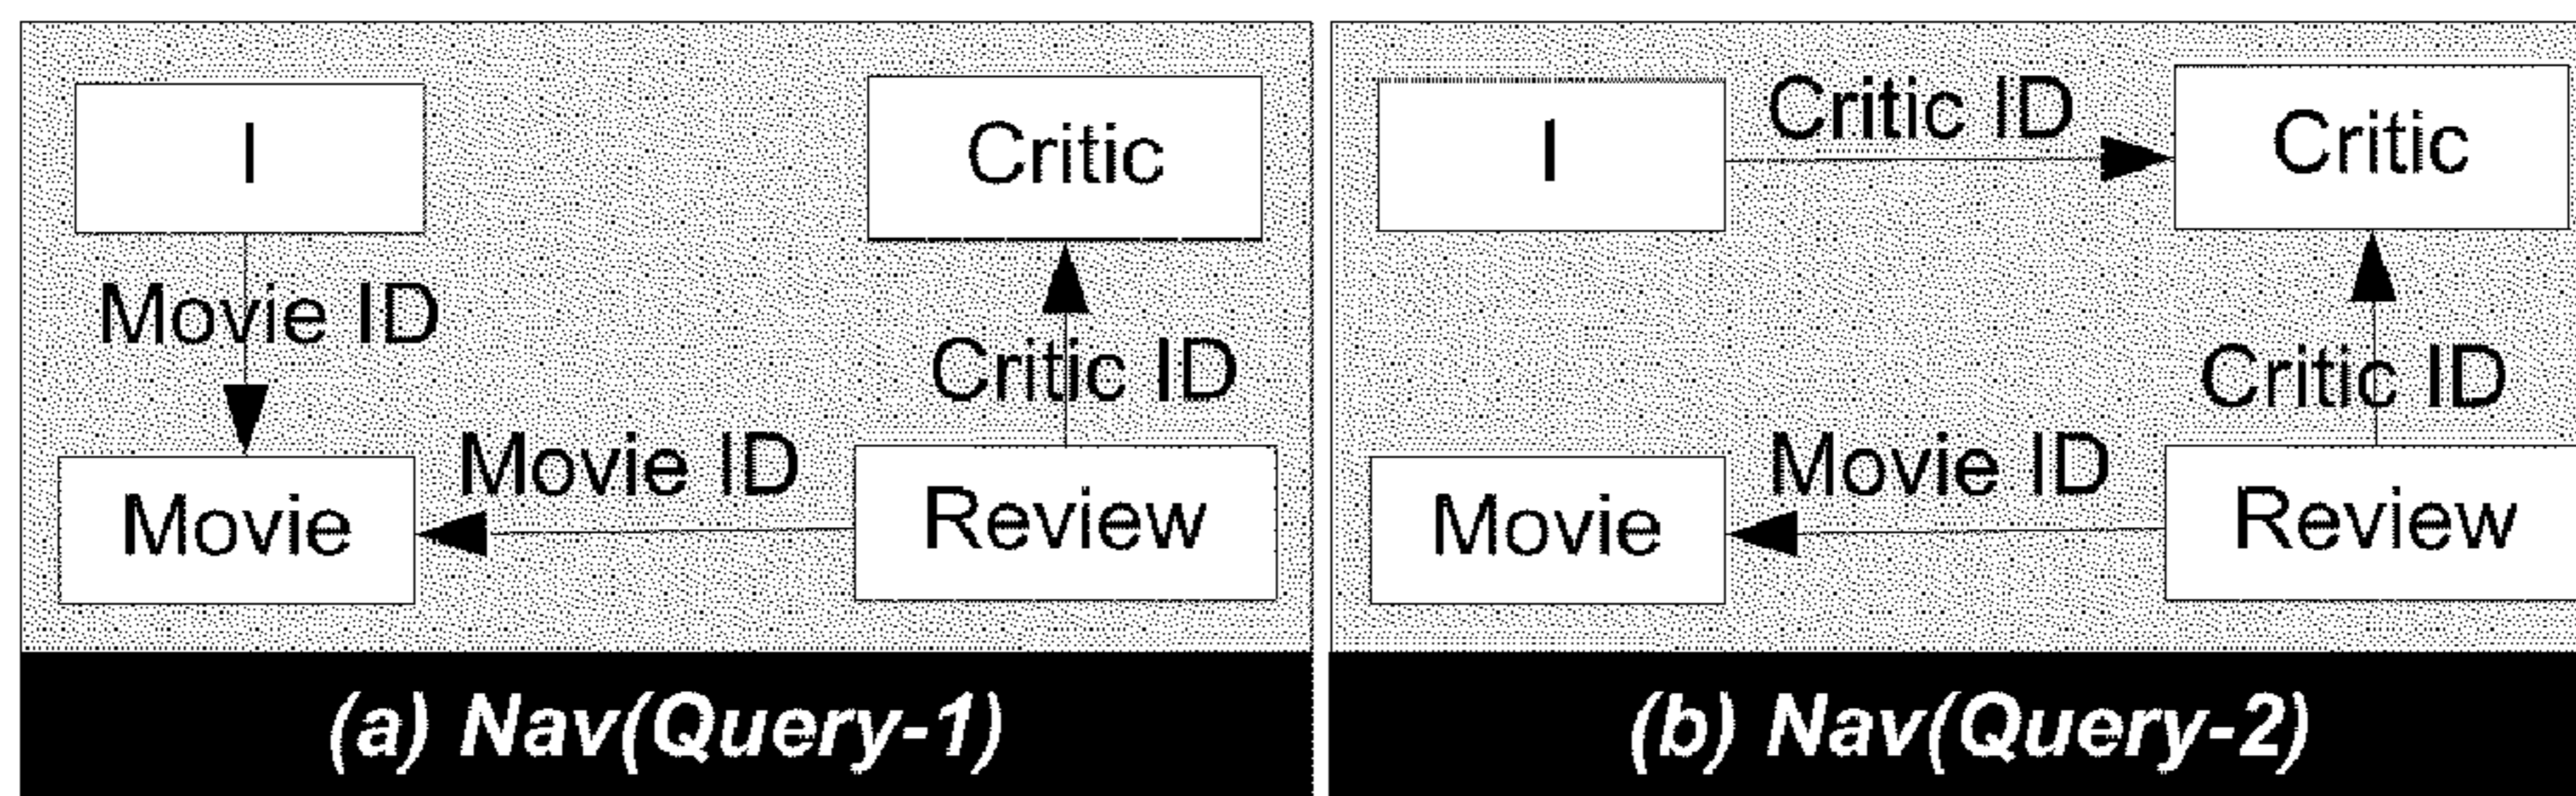 I
Critic
Movie ID
Critic ID
Movie
Movie ID
Review
(a) Nav(Query-1)
I
Critic ID
Critic
Critic ID
Movie
Movie ID
Review
(b) Nav(Query-2)